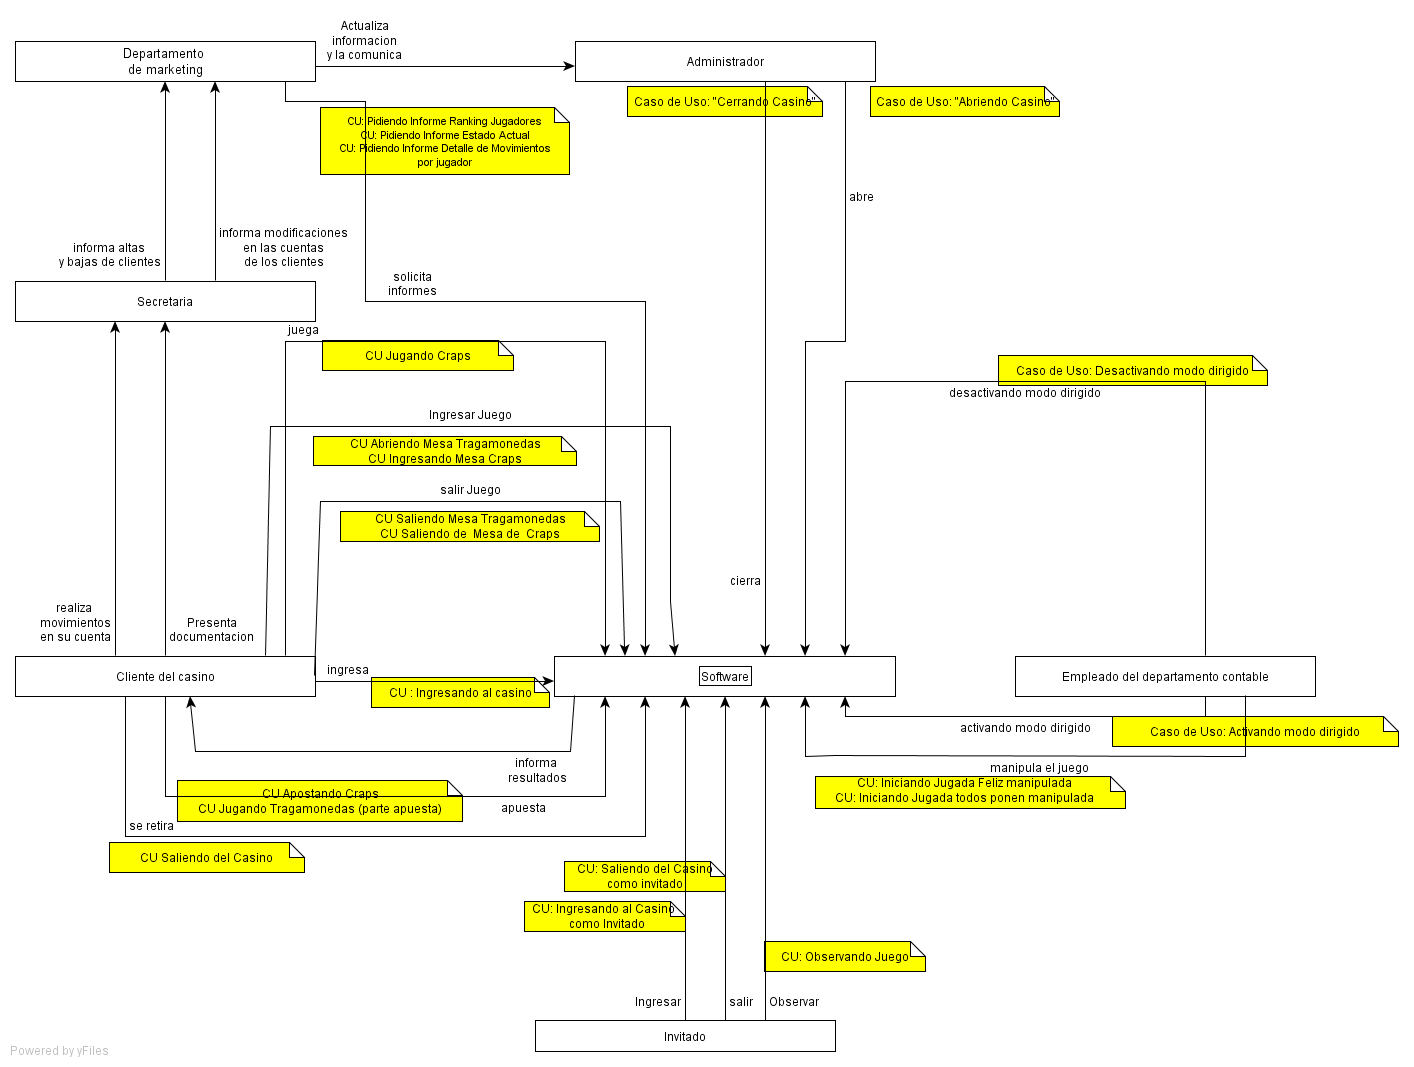 Actualiza
informacion
y la comunica
Departamento
de marketing
Administrador
Caso de Uso: "Cerrando Casino"
Caso de Uso: "Abriendo Casino"
CU: Pidiendo Informe Ranking Jugadores
CU: Pidiendo Informe Estado Actual
CU: Pidiendo Informe Detalle de Movimientos
por jugador
abre
informa altas
y bajas de clientes
informa modificaciones
en las cuentas
de los clientes
solicita
informes
Secretaria
juega
CU Jugando Craps
Caso de Uso: Desactivando modo dirigido
desactivando modo dirigido
Ingresar Juego
CU Abriendo Mesa Tragamonedas
CU Ingresando Mesa Craps
salir Juego
CU Saliendo Mesa Tragamonedas
CU Saliendo de  Mesa de  Craps
cierra
realiza
movimientos
en su cuenta
Presenta
documentacion
Cliente del casino
ingresa
CU : Ingresando al casino
Software
Empleado del departamento contable
activando modo dirigido
Caso de Uso: Activando modo dirigido
informa
resultados
manipula el juego
CU: Iniciando Jugada Feliz manipulada
CU: Iniciando Jugada todos ponen manipulada
CU Apostando Craps
CU Jugando Tragamonedas (parte apuesta)
apuesta
se retira
CU Saliendo del Casino
CU: Saliendo del Casino
como invitado
CU: Ingresando al Casino
como Invitado
CU: Observando Juego
Ingresar
salir
Observar
Invitado
Powered by yFiles